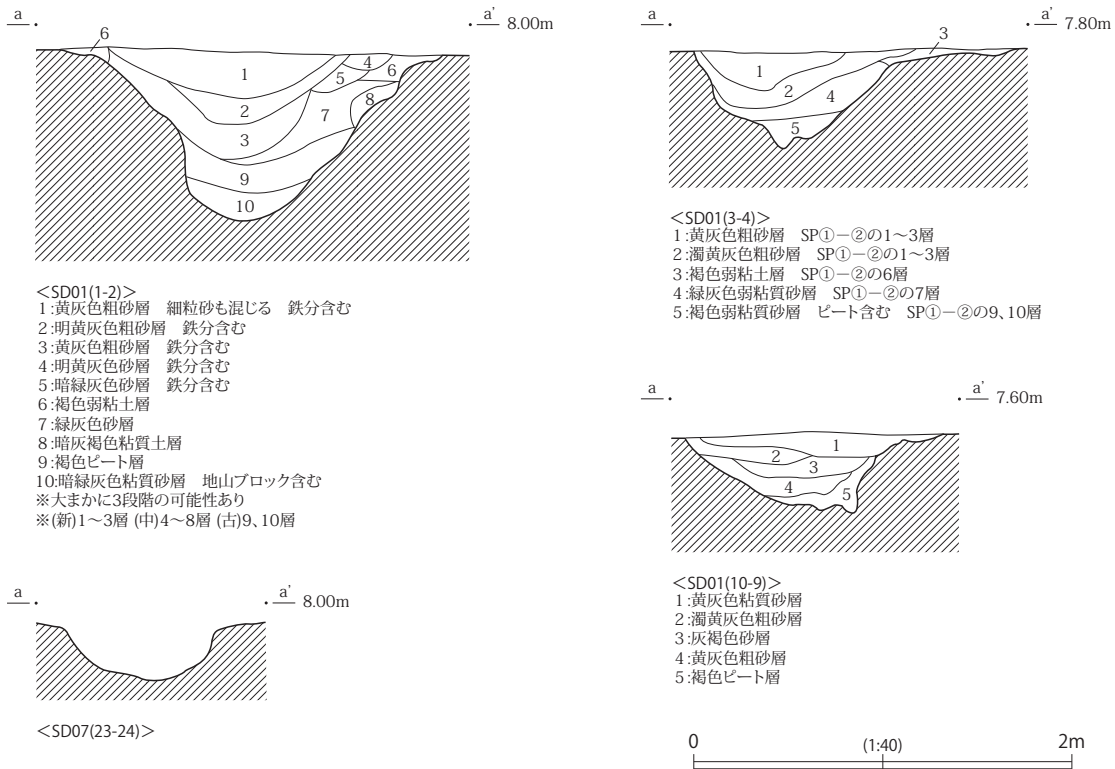 a a' 8.00m
6
4
1 5 6
2 8
7
3
9
10
<SD01(1-2)>
1:黄灰色粗砂層　細粒砂も混じる　鉄分含む
2:明黄灰色粗砂層　鉄分含む
3:黄灰色粗砂層　鉄分含む
4:明黄灰色砂層　鉄分含む
5:暗緑灰色砂層　鉄分含む
6:褐色弱粘土層
7:緑灰色砂層
8:暗灰褐色粘質土層
9:褐色ピート層
10:暗緑灰色粘質砂層　地山ブロック含む
※大まかに3段階の可能性あり
※(新)1～3層 (中)4～8層 (古)9、10層
a a' 7.80m
3
1
2 4
5
<SD01(3-4)>
1:黄灰色粗砂層　SP①－②の1～3層
2:濁黄灰色粗砂層　SP①－②の1～3層
3:褐色弱粘土層　SP①－②の6層
4:緑灰色弱粘質砂層　SP①－②の7層
5:褐色弱粘質砂層　ピート含む　SP①－②の9、10層
a a' 7.60m
1
2
3
4 5
<SD01(10-9)>
1:黄灰色粘質砂層
2:濁黄灰色粗砂層
3:灰褐色砂層
4:黄灰色粗砂層
5:褐色ピート層
a a' 8.00m
<SD07(23-24)>
0 (1:40) 2m